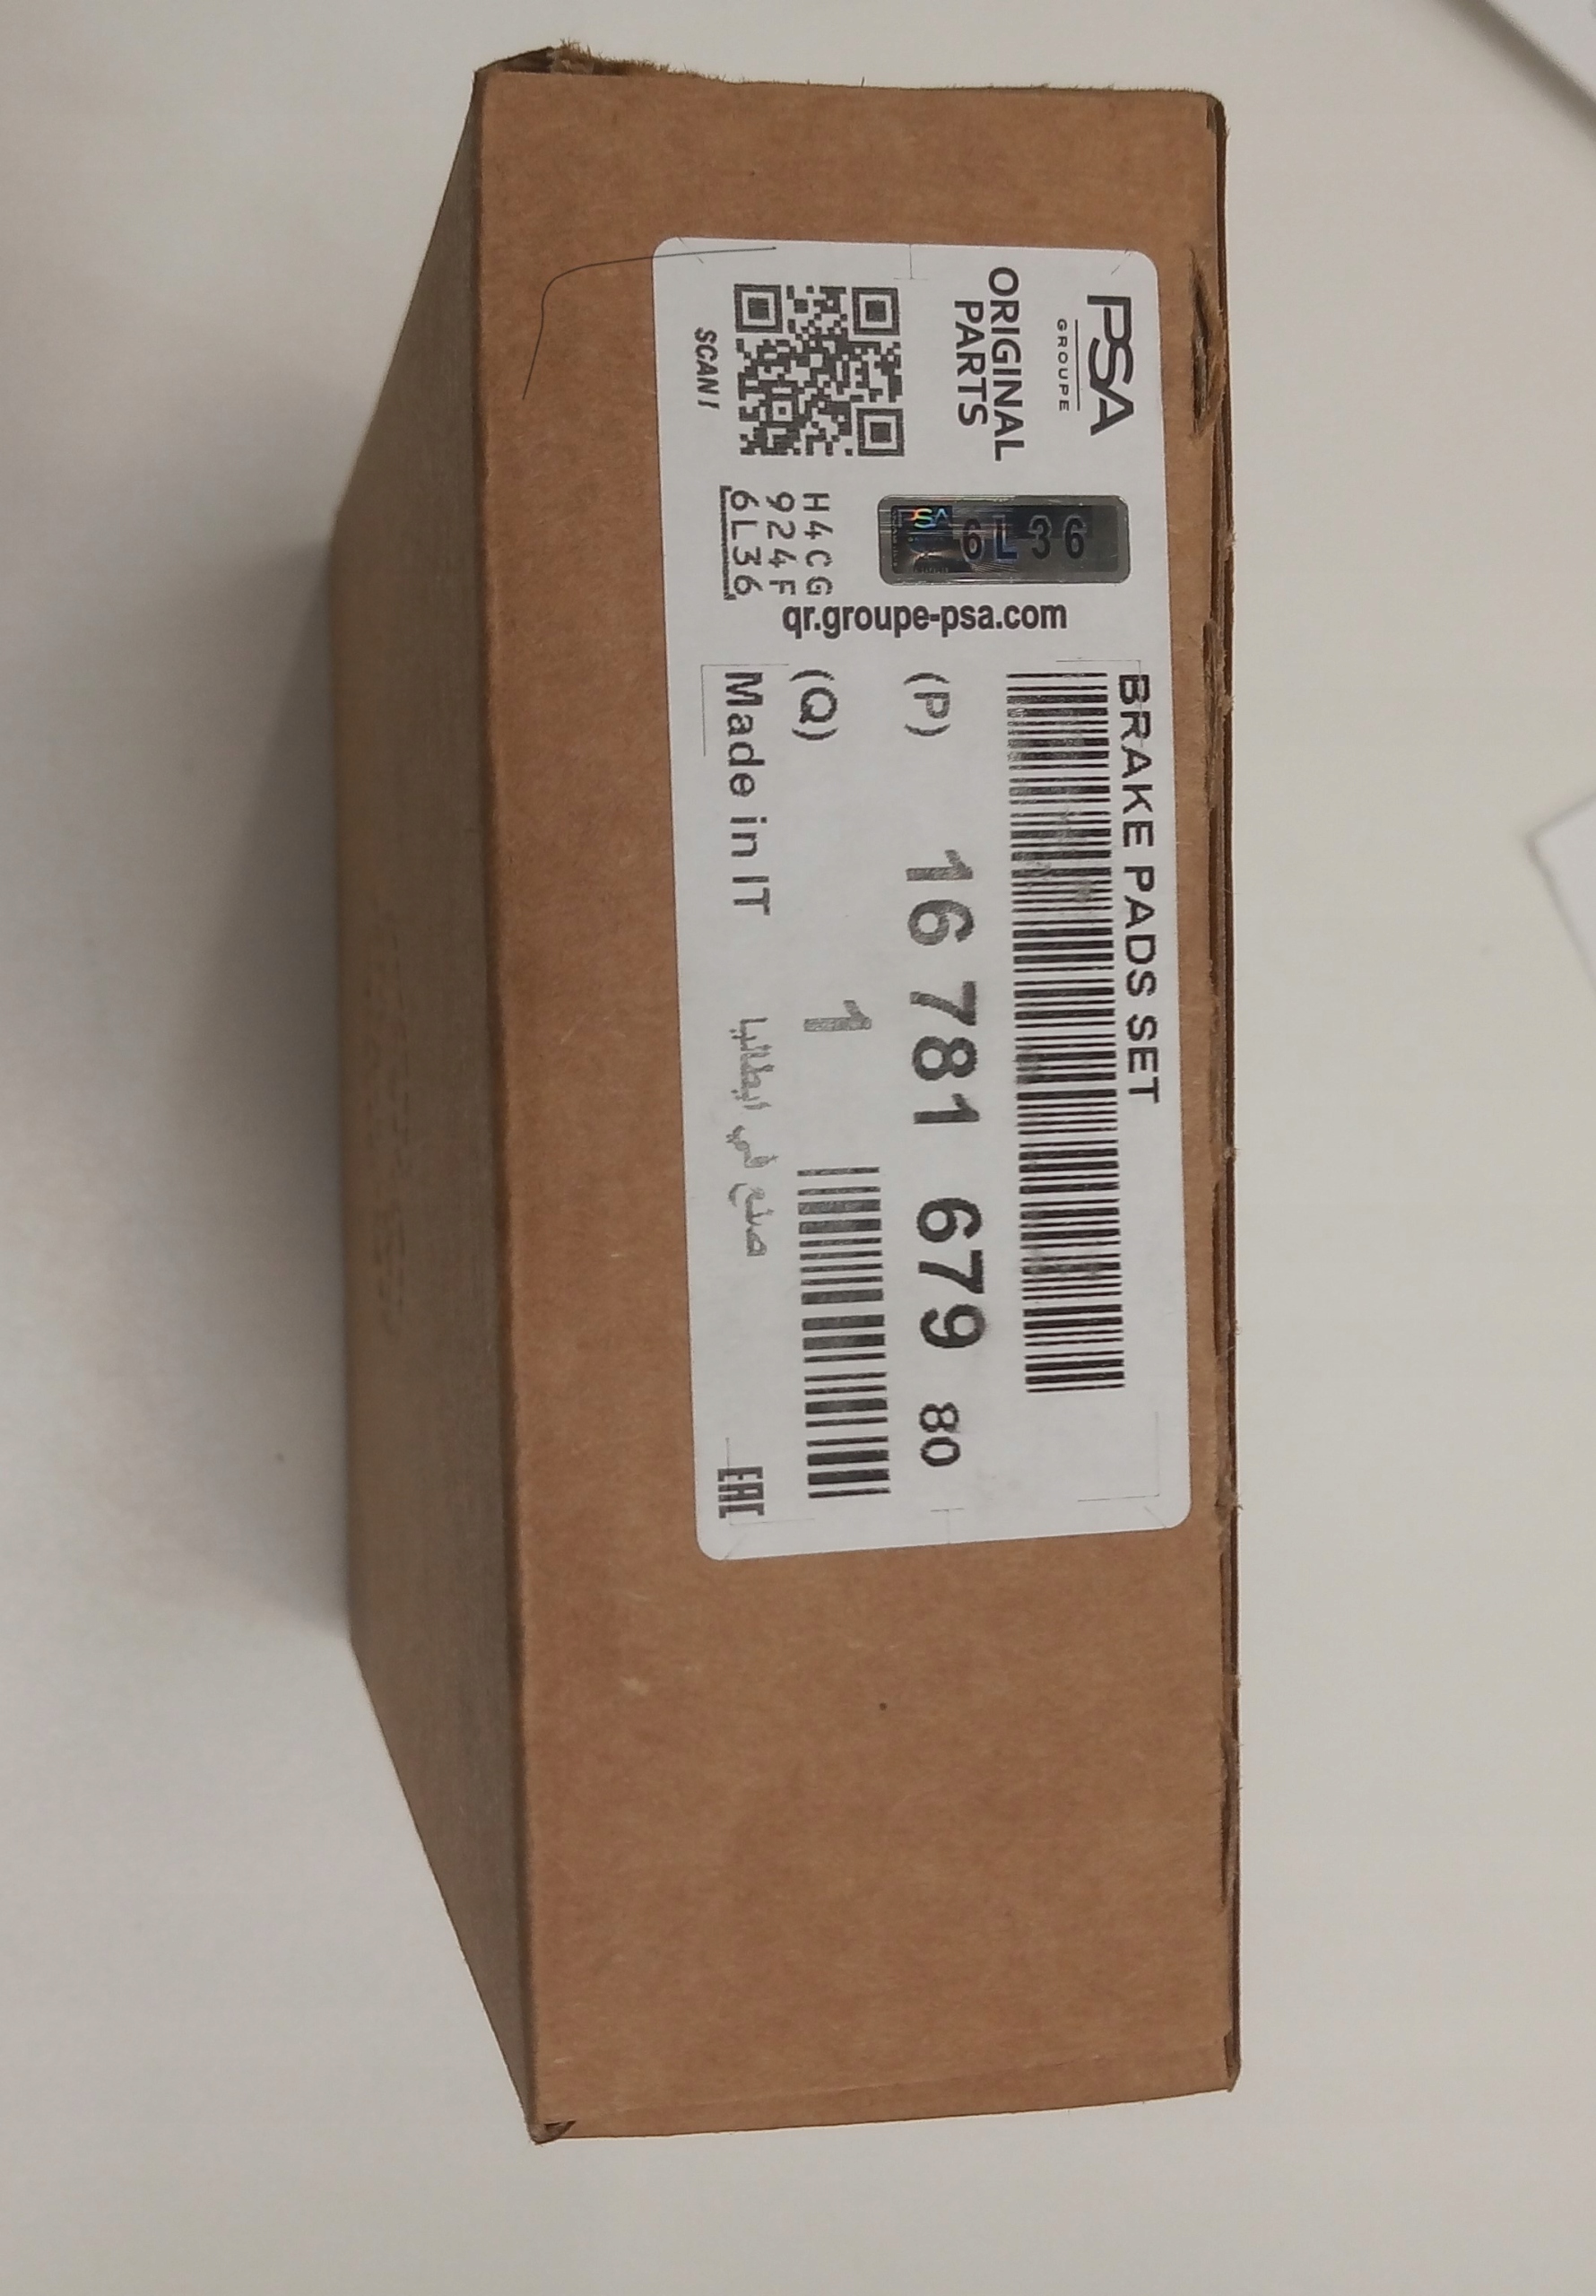 PSA
GROUPE
ORIGINAL
PARTS
SCAN!
PSA 6L36
H4CG
924F
6L36
qr.groupe-psa.com
BRAKE PADS SET
(P) 16 781 679 80
(Q) 1
Made in IT صنع في ايطاليا
EAC